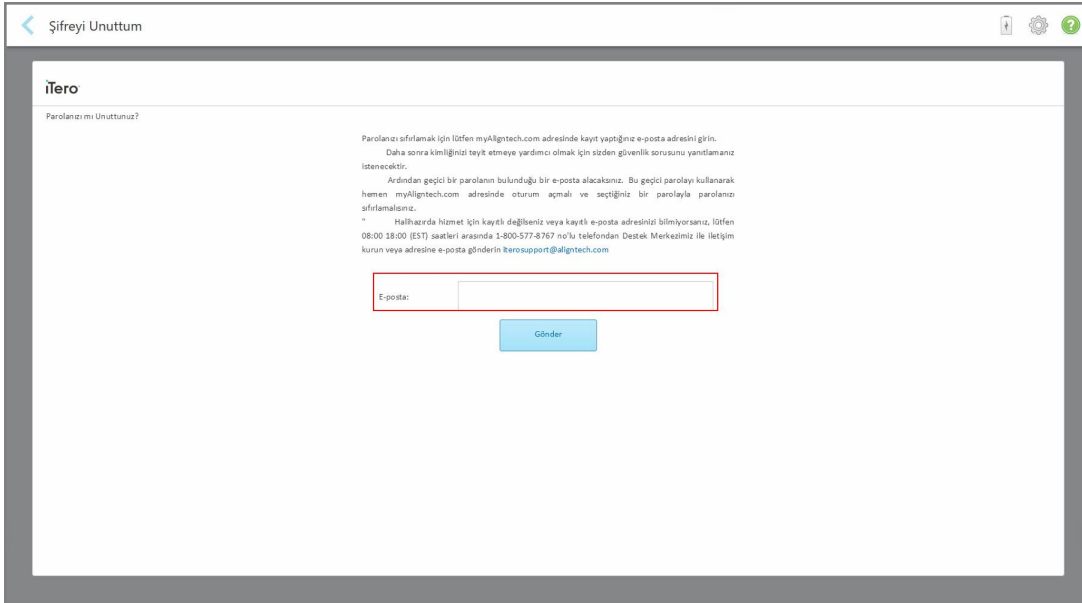 Şifreyi Unuttum
iTero
Parolanızı mı Unuttunuz?
Parolanızı sıfırlamak için lütfen myAligntech.com adresinde kayıt yaptığınız e-posta adresini girin.
Daha sonra kimliğinizi teyit etmeye yardımcı olmak için sizden güvenlik sorusunu yanıtlamanız
istenecektir.
Ardından geçici bir parolanın bulunduğu bir e-posta alacaksınız. Bu geçici parolayı kullanarak
hemen myAligntech.com adresinde oturum açmalı ve seçtiğiniz bir parolayla parolanızı
sıfırlamalısınız.
" Halihazırda hizmet için kayıtlı değilseniz veya kayıtlı e-posta adresinizi bilmiyorsanız, lütfen
08:00 18:00 (EST) saatleri arasında 1-800-577-8767 no'lu telefondan Destek Merkezimiz ile iletişim
kurun veya adresine e-posta gönderin iterosupport@aligntech.com
E-posta:
Gönder